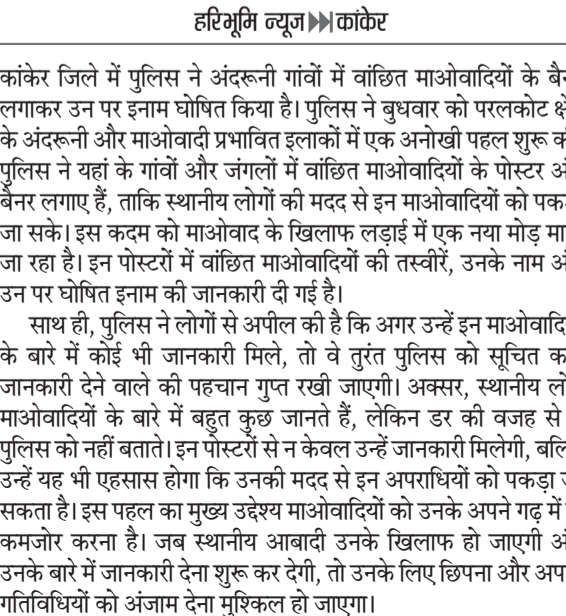 हरिभूमि न्यूज कांकेर
कांकेर जिले में पुलिस ने अंदरूनी गांवों में वांछित माओवादियों के
लगाकर उन पर इनाम घोषित किया है। पुलिस ने बुधवार को परलकोट
के अंदरूनी और माओवादी प्रभावित इलाकों में एक अनोखी पहल शुरू
पुलिस ने यहां के गांवों और जंगलों में वांछित माओवादियों के पोस्टर
बैनर लगाए हैं, ताकि स्थानीय लोगों की मदद से इन माओवादियों को
जा सके। इस कदम को माओवाद के खिलाफ लड़ाई में एक नया मोड़
जा रहा है। इन पोस्टरों में वांछित माओवादियों की तस्वीरें, उनके नाम
उन पर घोषित इनाम की जानकारी दी गई है।
साथ ही, पुलिस ने लोगों से अपील की है कि अगर उन्हें इन
के बारे में कोई भी जानकारी मिले, तो वे तुरंत पुलिस को सूचित
जानकारी देने वाले की पहचान गुप्त रखी जाएगी। अक्सर, स्थानीय
माओवादियों के बारे में बहुत कुछ जानते हैं, लेकिन डर की वजह से
पुलिस को नहीं बताते। इन पोस्टरों से न केवल उन्हें जानकारी मिलेगी,
उन्हें यह भी एहसास होगा कि उनकी मदद से इन अपराधियों को पकड़ा
सकता है। इस पहल का मुख्य उद्देश्य माओवादियों को उनके अपने गढ़ में
कमजोर करना है। जब स्थानीय आबादी उनके खिलाफ हो जाएगी
उनके बारे में जानकारी देना शुरू कर देगी, तो उनके लिए छिपना और
गतिविधियों को अंजाम देना मुश्किल हो जाएगा।